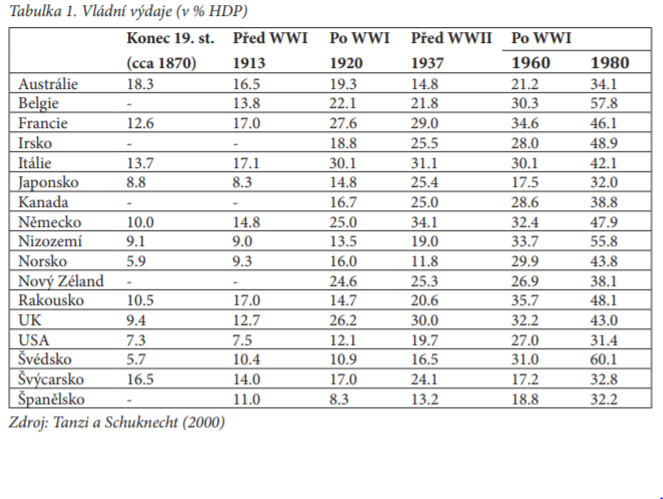 Tabulka 1. Vládní výdaje (v % HDP)
Konec 19. st. Před WWI Po WWI Před WWII Po WWI
(cca 1870) 1913 1920 1937 1960 1980
Austrálie 18.3 16.5 19.3 14.8 21.2 34.1
Belgie - 13.8 22.1 21.8 30.3 57.8
Francie 12.6 17.0 27.6 29.0 34.6 46.1
Irsko - - 18.8 25.5 28.0 48.9
Itálie 13.7 17.1 30.1 31.1 30.1 42.1
Japonsko 8.8 8.3 14.8 25.4 17.5 32.0
Kanada - - 16.7 25.0 28.6 38.8
Německo 10.0 14.8 25.0 34.1 32.4 47.9
Nizozemí 9.1 9.0 13.5 19.0 33.7 55.8
Norsko 5.9 9.3 16.0 11.8 29.9 43.8
Nový Zéland - - 24.6 25.3 26.9 38.1
Rakousko 10.5 17.0 14.7 20.6 35.7 48.1
UK 9.4 12.7 26.2 30.0 32.2 43.0
USA 7.3 7.5 12.1 19.7 27.0 31.4
Švédsko 5.7 10.4 10.9 16.5 31.0 60.1
Švýcarsko 16.5 14.0 17.0 24.1 17.2 32.8
Španělsko - 11.0 8.3 13.2 18.8 32.2
Zdroj: Tanzi a Schuknecht (2000)